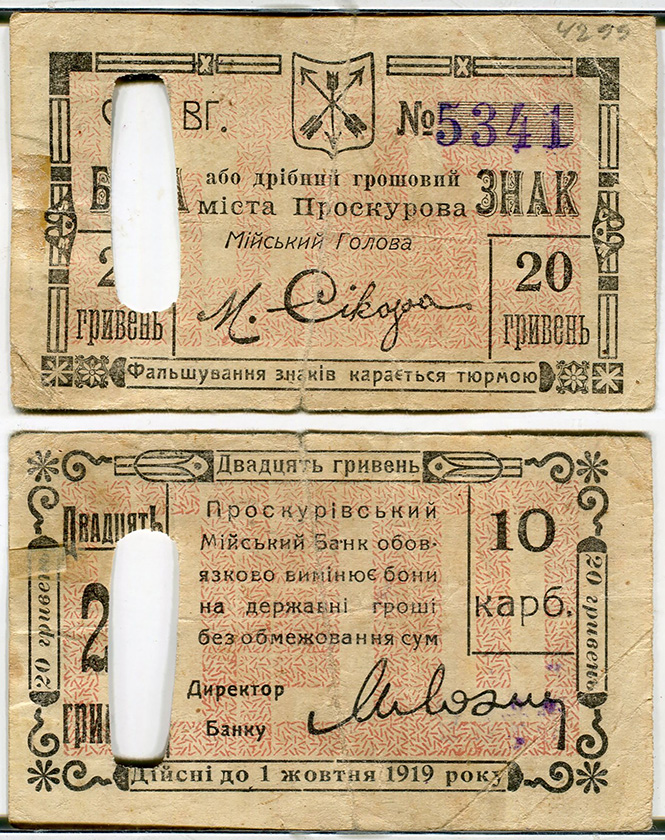 4299
ВГ.
№ 5341
або дрібний грошовий
міста Проскурова
ЗНАК
Мійський Голова
20
гривень
20
гривень
Фальшування знаків карається тюрмою
Двадцять гривень
Двадцять
20 гривень
Проскурівський
Мійський Банк обов-
язково вимінює бони
на державні гроші
без обмежовання сум
10
карб.
20 гривень
Директор
Банку
Дійсні до 1 жовтня 1919 року